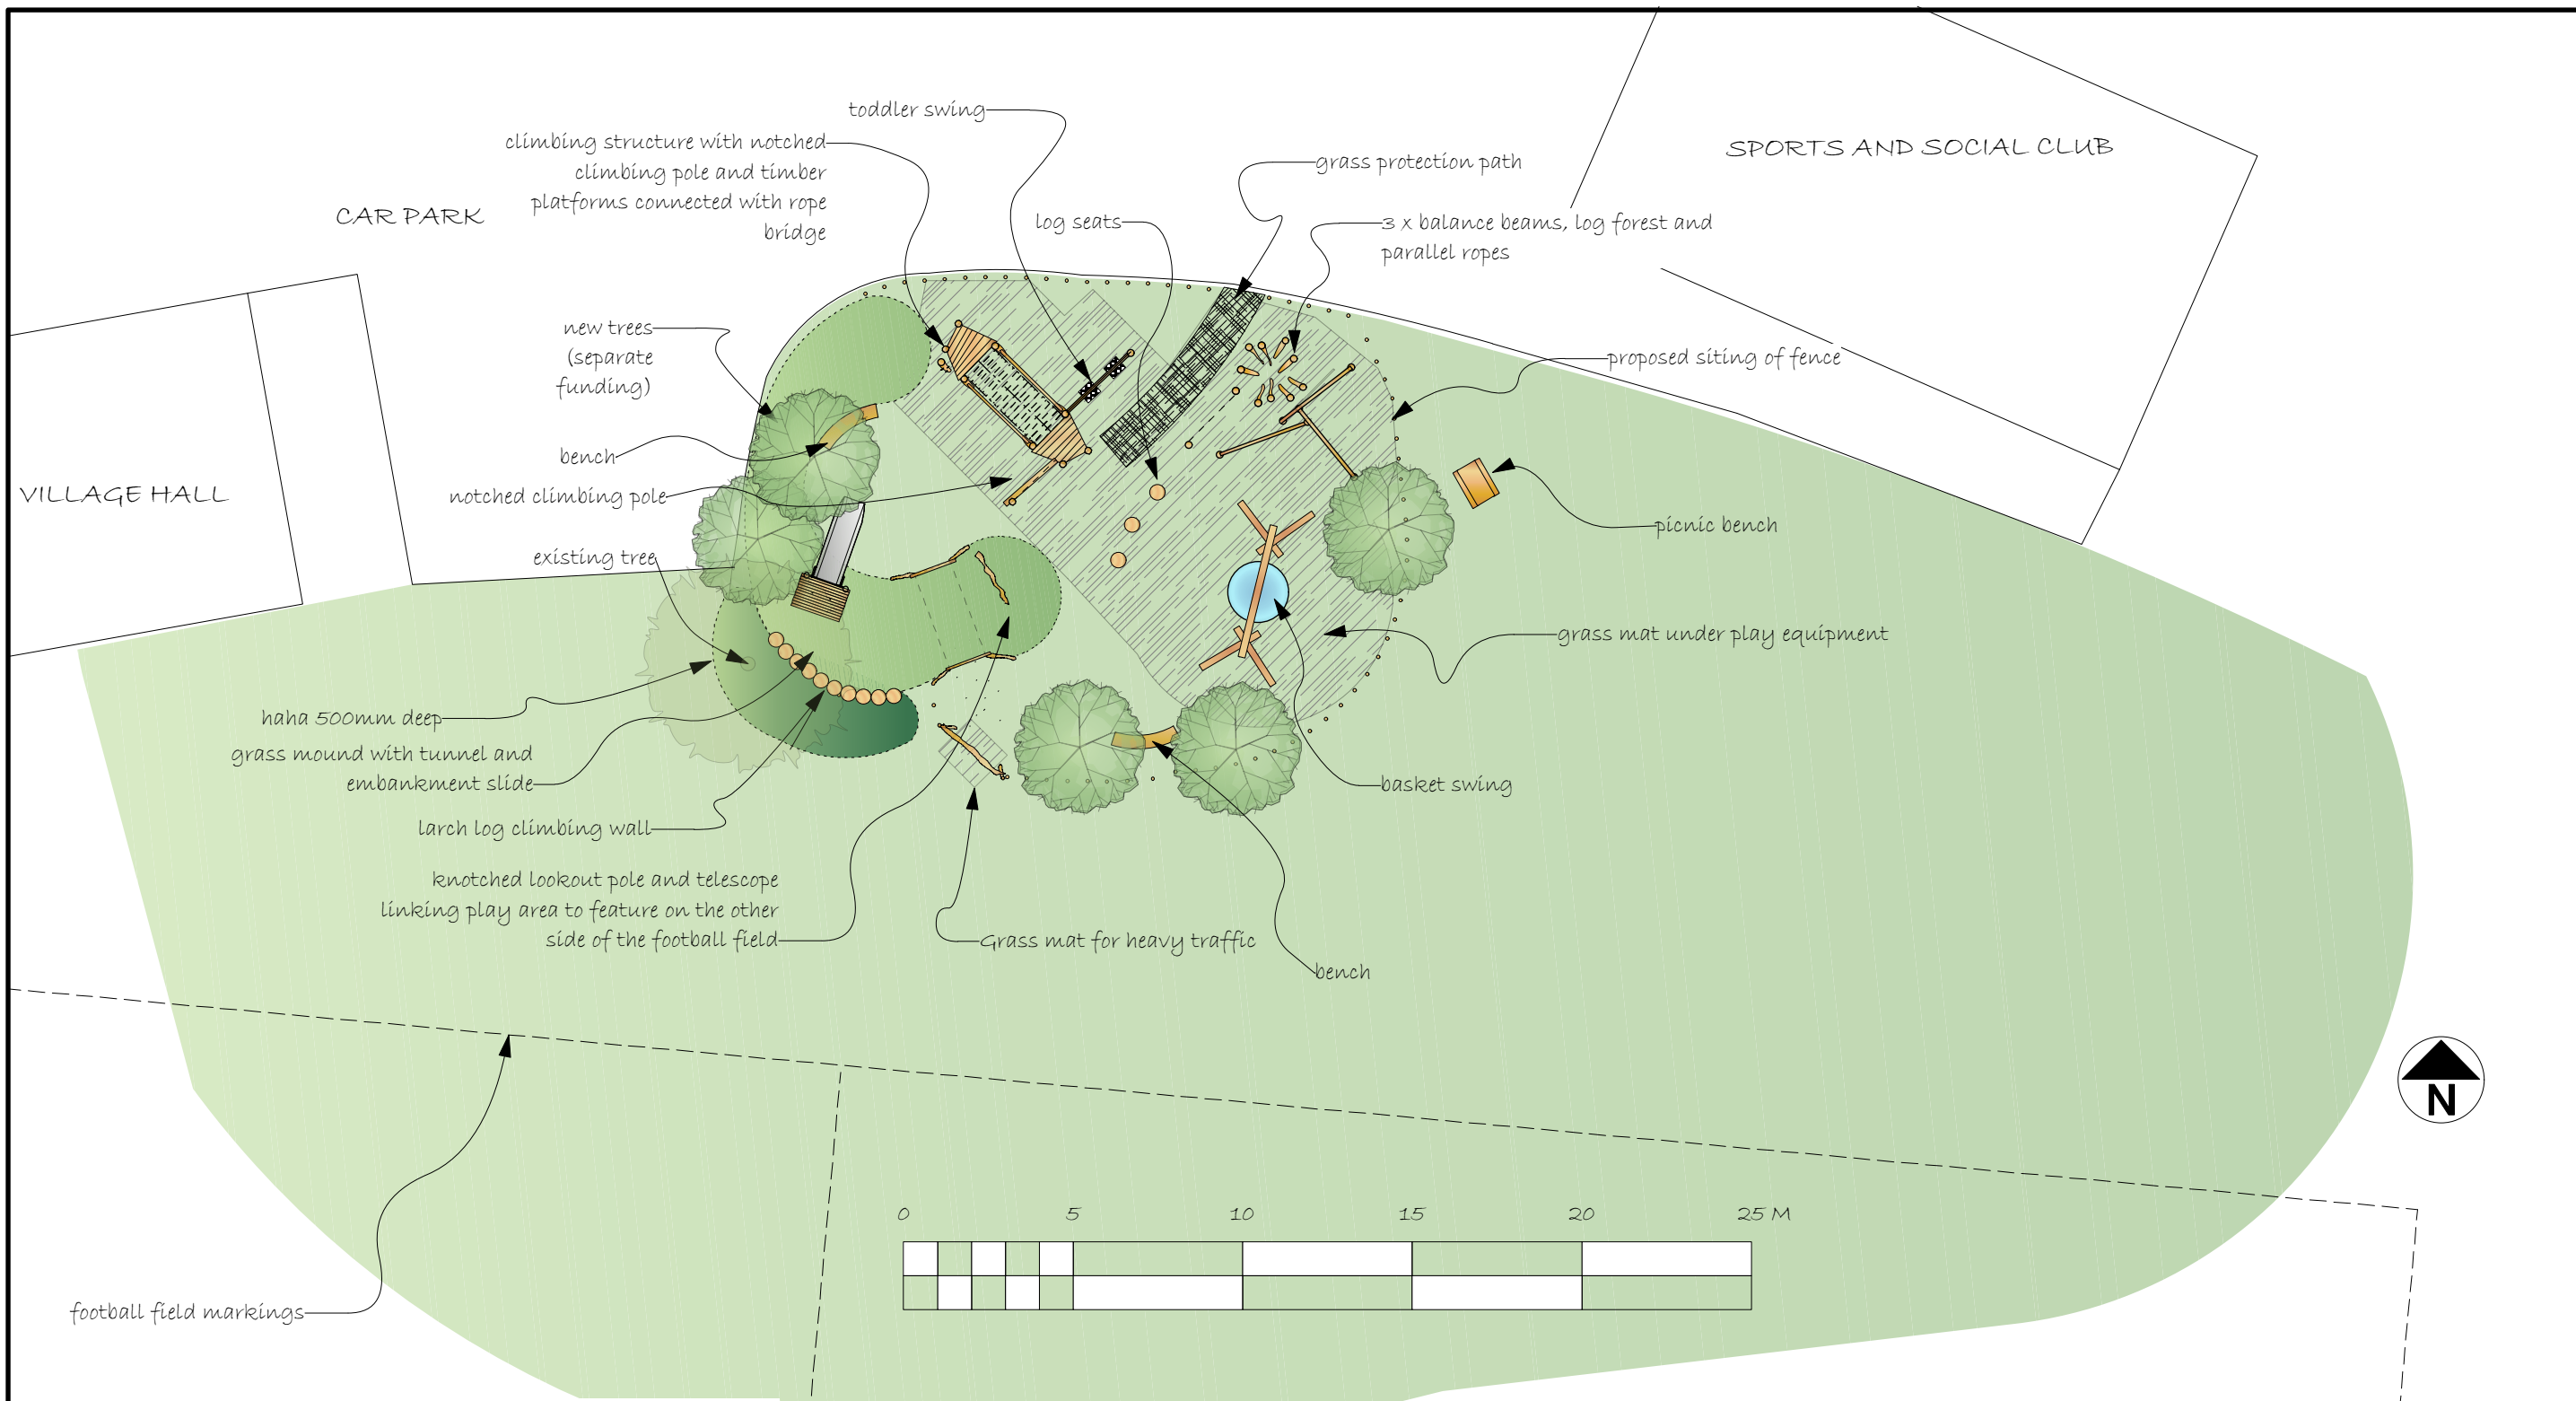 toddler swing
climbing structure with notched
climbing pole and timber
platforms connected with rope
bridge
SPORTS AND SOCIAL CLUB
grass protection path
CAR PARK
log seats
3 x balance beams, log forest and
parallel ropes
new trees
(separate
funding)
proposed siting of fence
bench
VILLAGE HALL
notched climbing pole
picnic bench
existing tree
grass mat under play equipment
haha 500mm deep
grass mound with tunnel and
embankment slide
basket swing
larch log climbing wall
knotched lookout pole and telescope
linking play area to feature on the other
side of the football field
Grass mat for heavy traffic
bench
N
0 5 10 15 20 25 M
football field markings